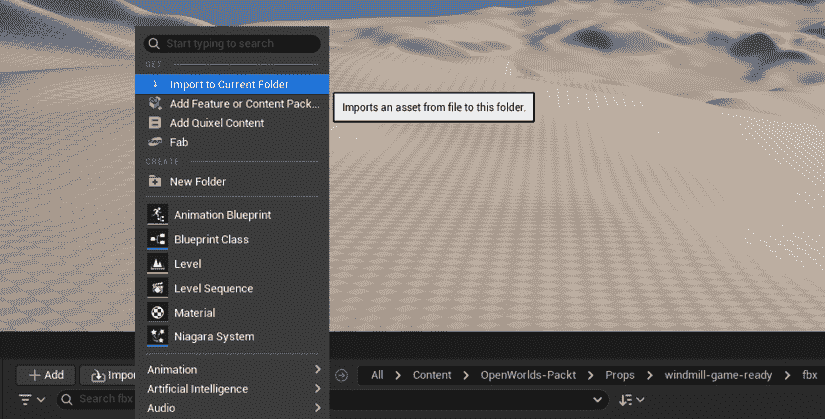 Start typing to search
GET
Import to Current Folder
Add Feature or Content Pack...
Imports an asset from file to this folder.
Add Quixel Content
Fab
CREATE
New Folder
Animation Blueprint
Blueprint Class
Level
Level Sequence
Material
Niagara System
Animation
Artificial Intelligence
Audio
Add Impor All Content OpenWorlds-Packt Props windmill-game-ready fbx
Search fbx